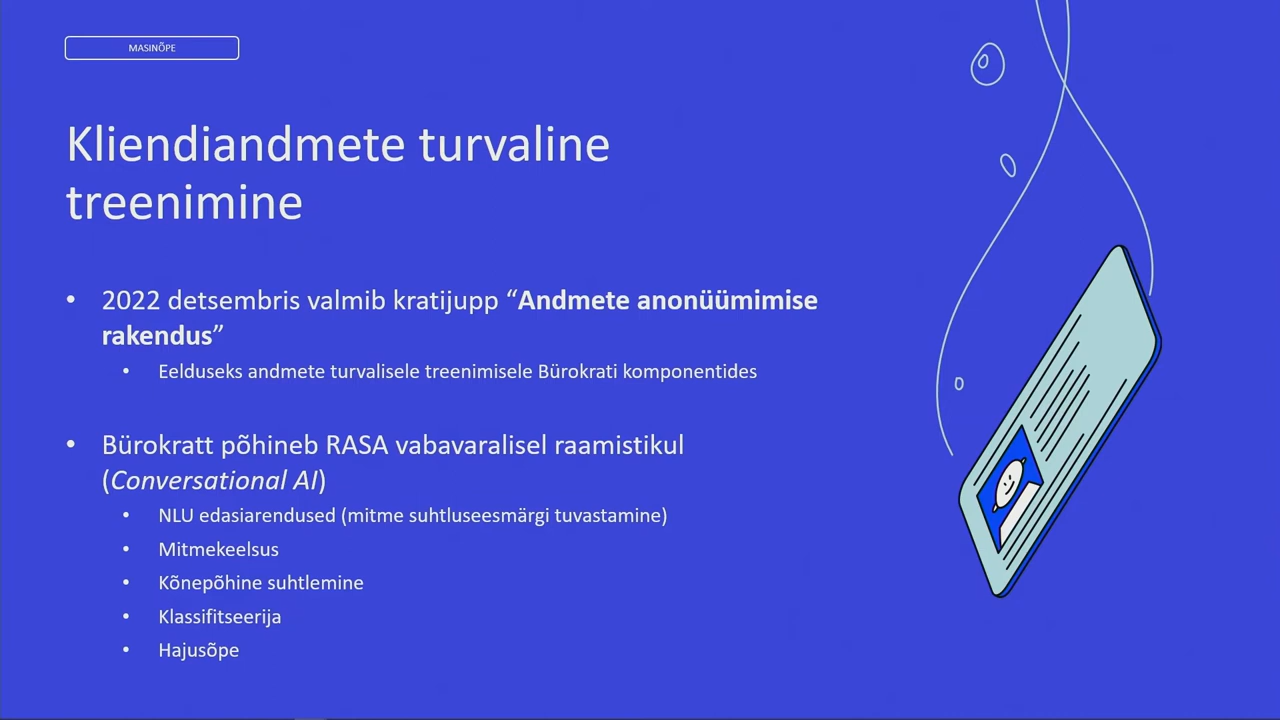 MASINÕPE
Kliendiandmete turvaline
treenimine
• 2022 detsembris valmib kratijupp “Andmete anonüümimise
rakendus”
• Eelduseks andmete turvalisele treenimisele Bürokrati komponentides
• Bürokratt põhineb RASA vabavaralisel raamistikul
(Conversational AI)
• NLU edasiarendused (mitme suhtluseesmärgi tuvastamine)
• Mitmekeelsus
• Kõnepõhine suhtlemine
• Klassifitseerija
• Hajusõpe